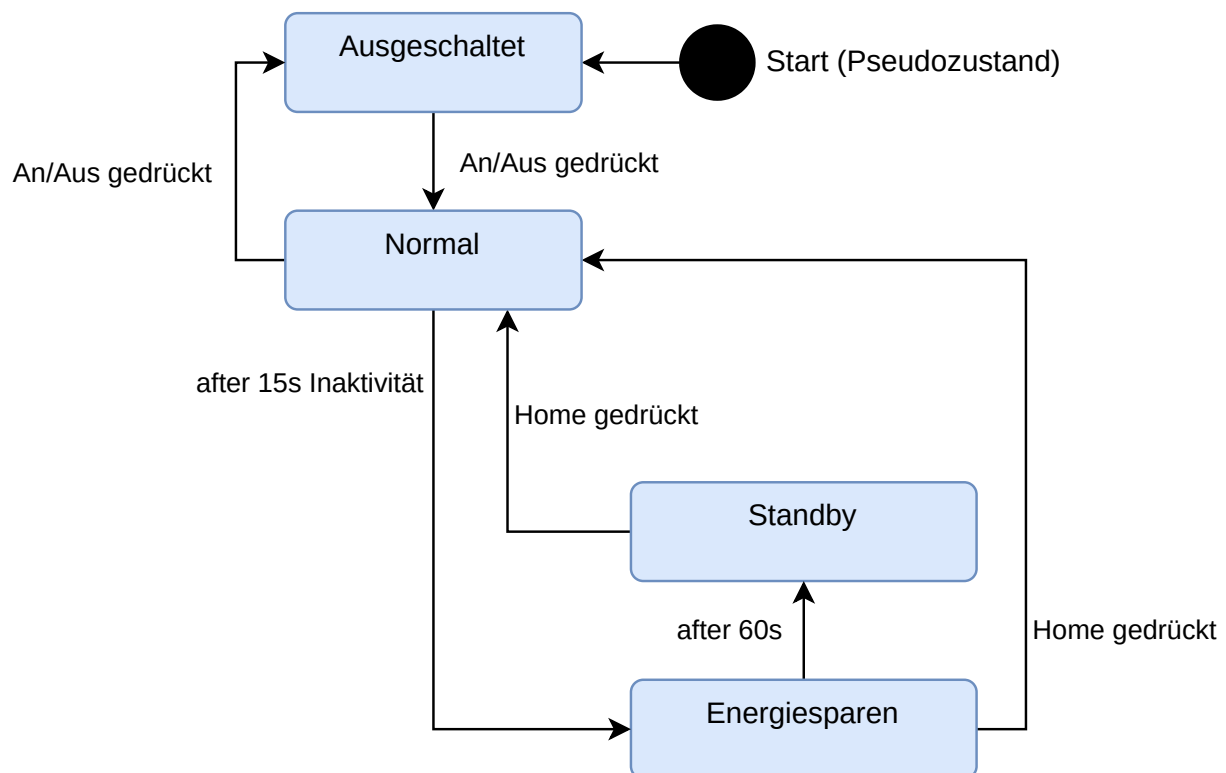 Ausgeschaltet
Start (Pseudozustand)
An/Aus gedrückt
An/Aus gedrückt
Normal
after 15s Inaktivität
Home gedrückt
Standby
after 60s
Home gedrückt
Energiesparen